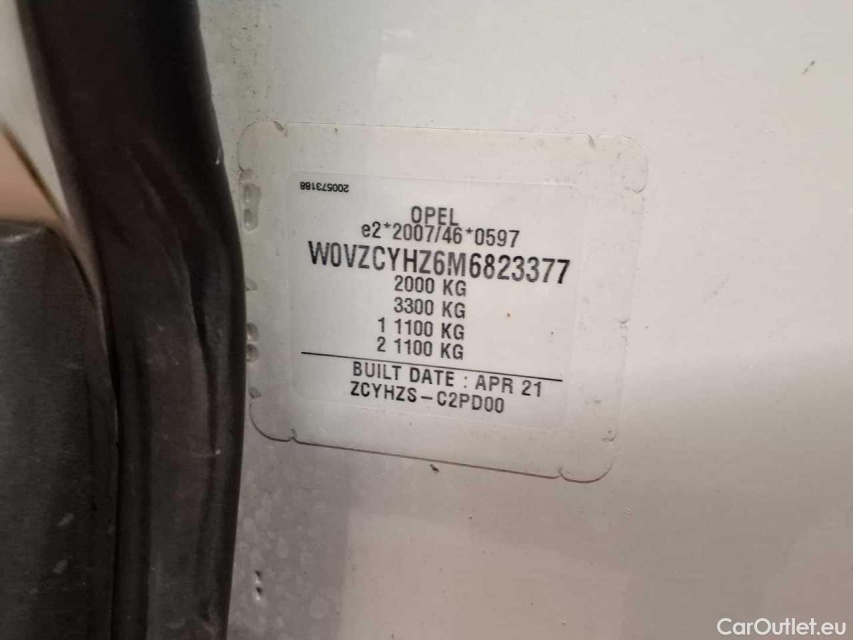 200573188
OPEL
e2*2007/46*0597
W0VZCYHZ6M6823377
2000 KG
3300 KG
1 1100 KG
2 1100 KG
BUILT DATE : APR 21
ZCYHZS-C2PD00
CarOutlet.eu